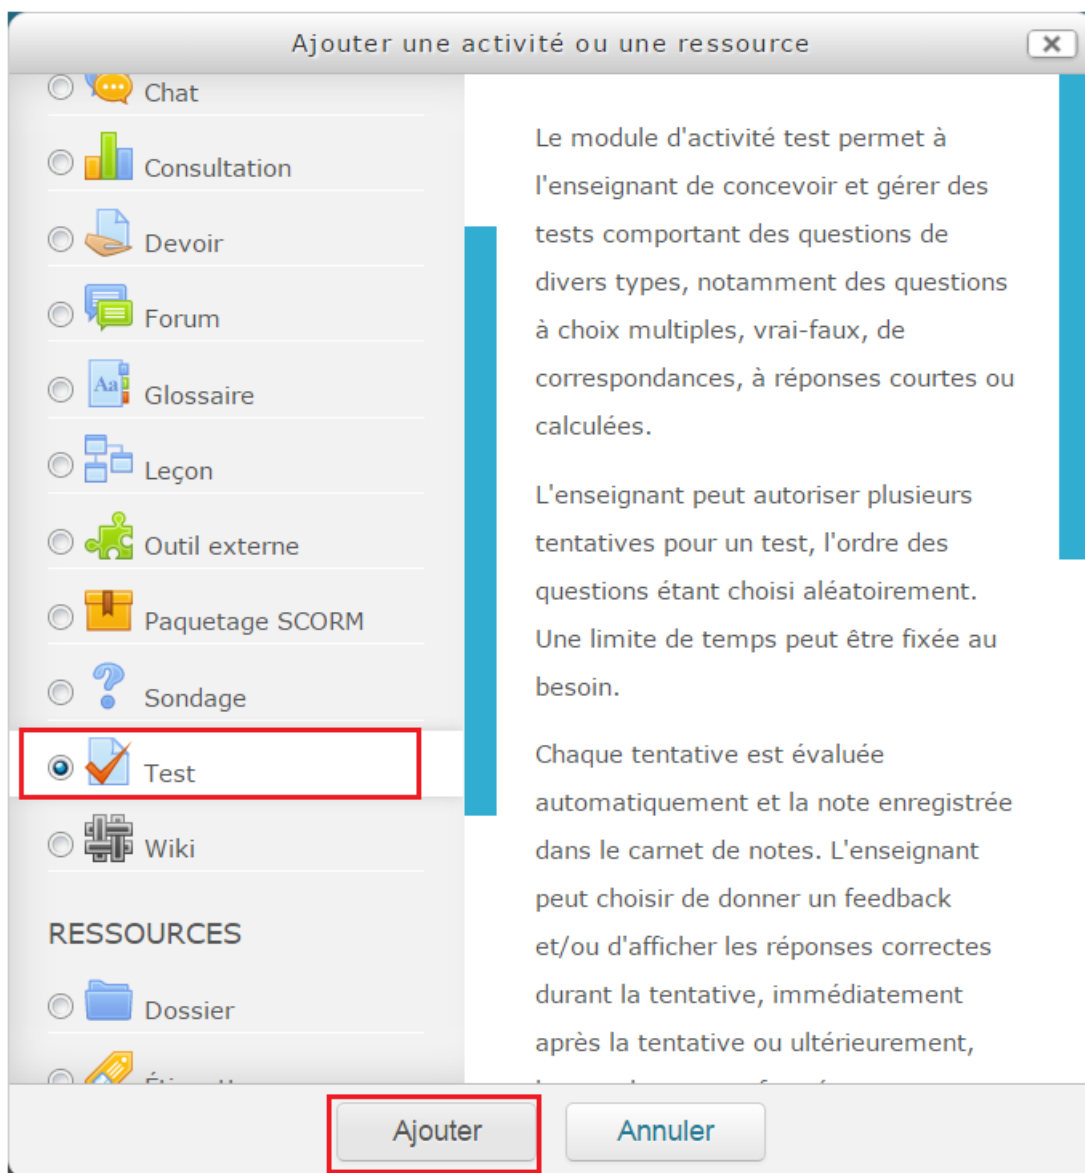 Ajouter une activité ou une ressource
Chat
Consultation
Devoir
Forum
Aa
Glossaire
Leçon
Outil externe
Paquetage SCORM
Sondage
Test
Wiki
RESSOURCES
Dossier
Le module d'activité test permet à
l'enseignant de concevoir et gérer des
tests comportant des questions de
divers types, notamment des questions
à choix multiples, vrai-faux, de
correspondances, à réponses courtes ou
calculées.
L'enseignant peut autoriser plusieurs
tentatives pour un test, l'ordre des
questions étant choisi aléatoirement.
Une limite de temps peut être fixée au
besoin.
Chaque tentative est évaluée
automatiquement et la note enregistrée
dans le carnet de notes. L'enseignant
peut choisir de donner un feedback
et/ou d'afficher les réponses correctes
durant la tentative, immédiatement
après la tentative ou ultérieurement,
Ajouter
Annuler